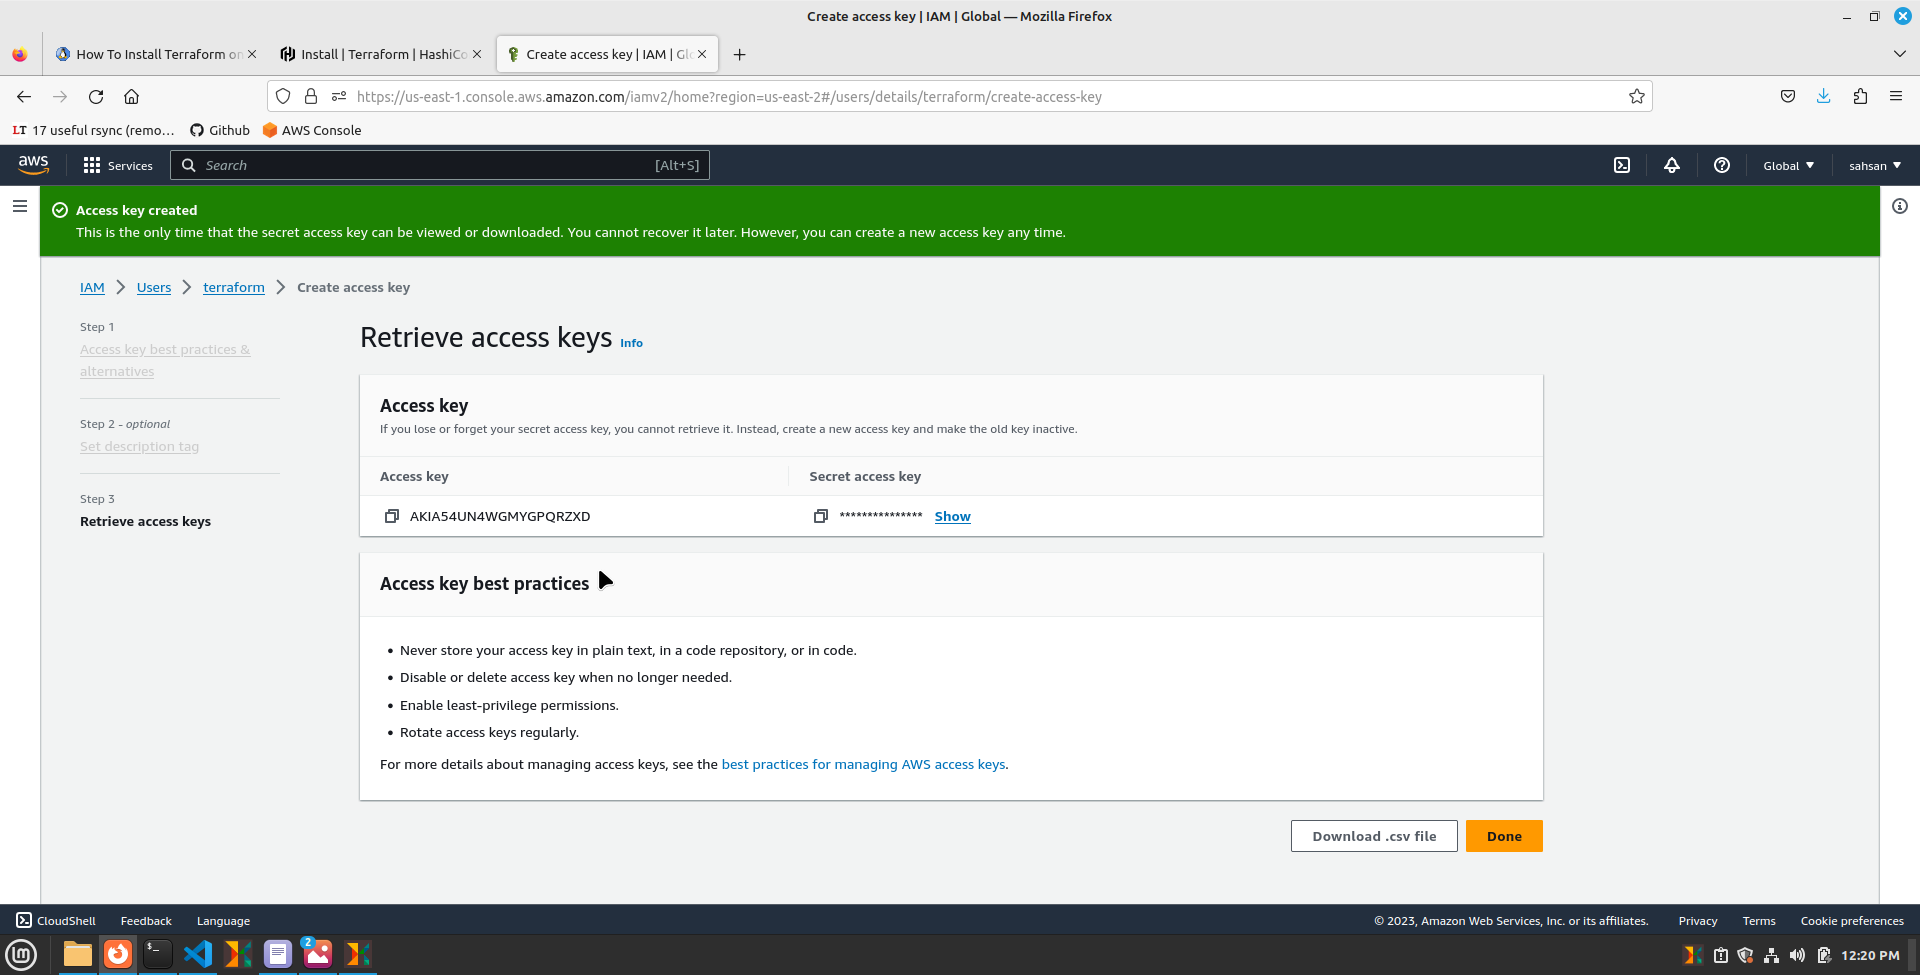 Create access key | IAM | Global — Mozilla Firefox
How To Install Terraform on
Install | Terraform | HashiCo
Create access key | IAM | Glo
https://us-east-1.console.aws.amazon.com/iamv2/home?region=us-east-2#/users/details/terraform/create-access-key
LT 17 useful rsync (remo…
Github
AWS Console
aws
Services
Search
[Alt+S]
Global
sahsan
Access key created
This is the only time that the secret access key can be viewed or downloaded. You cannot recover it later. However, you can create a new access key any time.
IAM
Users
terraform
Create access key
Step 1
Access key best practices &
alternatives
Step 2 - optional
Set description tag
Step 3
Retrieve access keys
Retrieve access keys Info
Access key
If you lose or forget your secret access key, you cannot retrieve it. Instead, create a new access key and make the old key inactive.
Access key
Secret access key
AKIA54UN4WGMYGPQRZXD
*************** Show
Access key best practices
• Never store your access key in plain text, in a code repository, or in code.
• Disable or delete access key when no longer needed.
• Enable least-privilege permissions.
• Rotate access keys regularly.
For more details about managing access keys, see the best practices for managing AWS access keys.
Download .csv file
Done
CloudShell
Feedback
Language
© 2023, Amazon Web Services, Inc. or its affiliates.
Privacy
Terms
Cookie preferences
2
12:20 PM